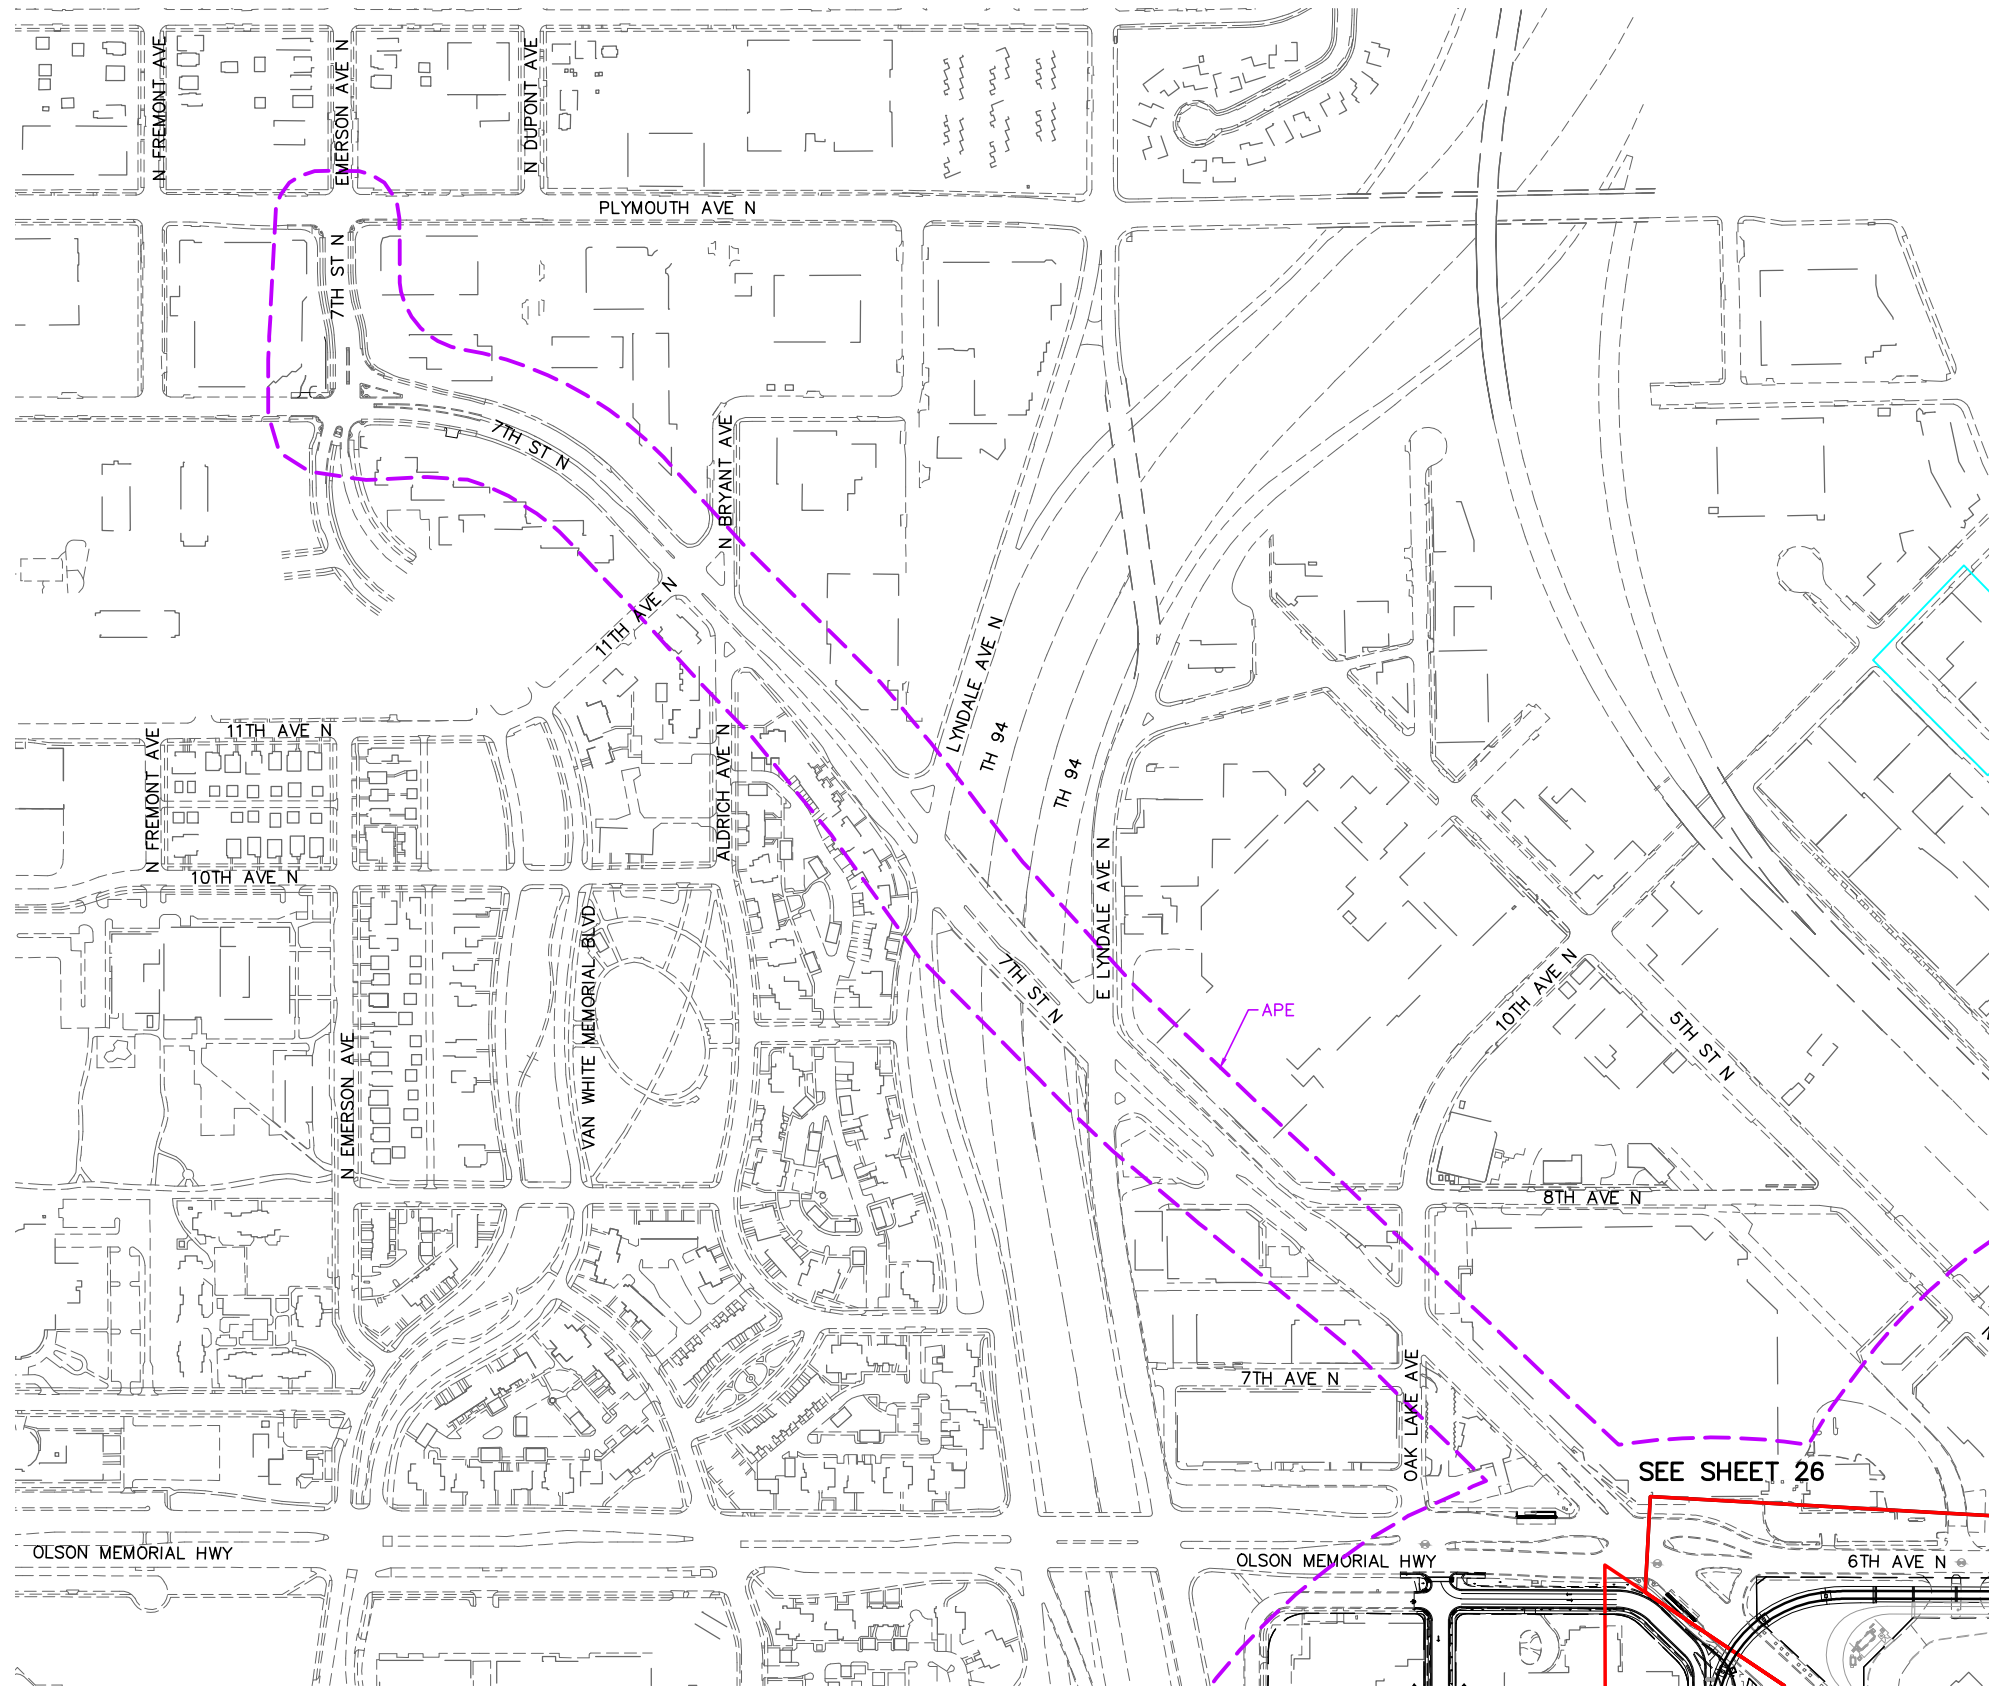 N FREMONT AVE
EMERSON AVE N
N DUPONT AVE
PLYMOUTH AVE N
7TH ST N
7TH ST N
N BRYANT AVE
11TH AVE N
LYNDALE AVE N
TH 94
TH 94
11TH AVE N
N FREMONT AVE
ALDRICH AVE N
10TH AVE N
E LYNDALE AVE N
VAN WHITE MEMORIAL BLVD
7TH ST N
APE
10TH AVE N
5TH ST N
N EMERSON AVE
8TH AVE N
7TH AVE N
OAK LAKE AVE
SEE SHEET 26
OLSON MEMORIAL HWY
OLSON MEMORIAL HWY
6TH AVE N